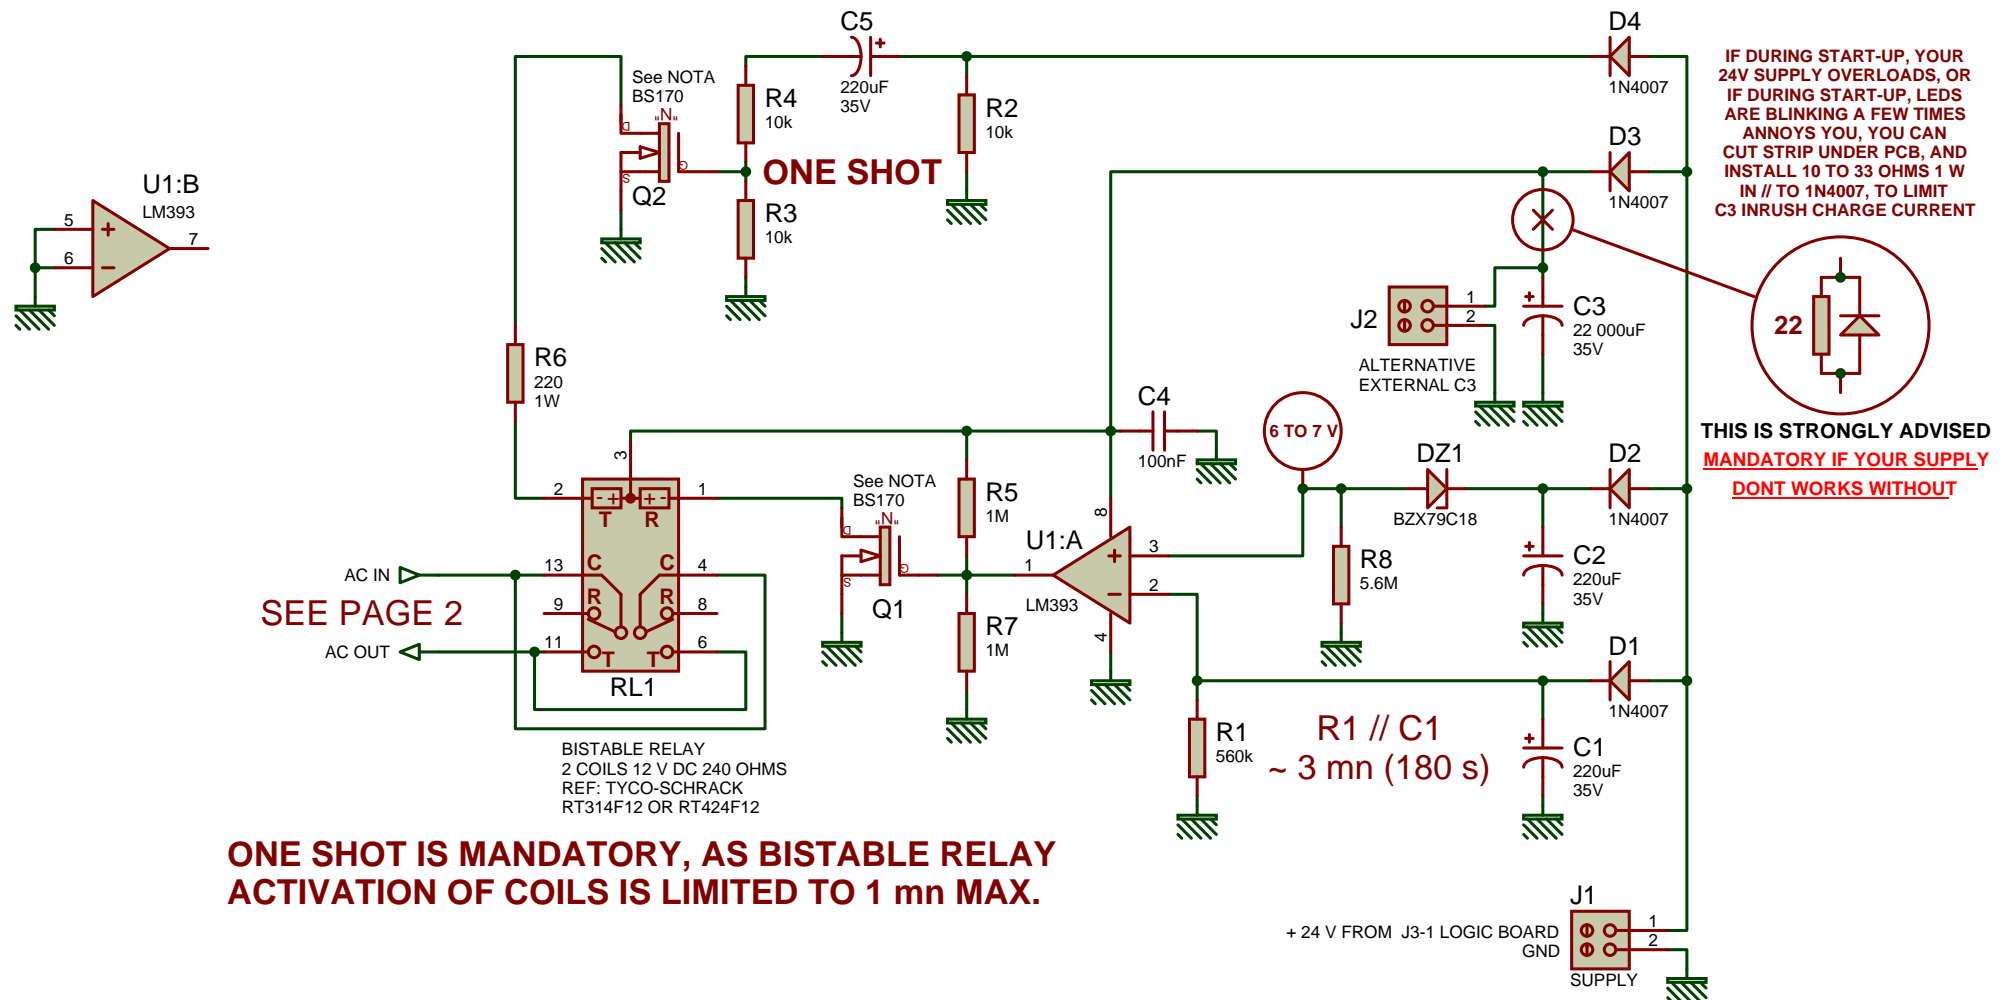 C5
220uF
35V
D4
1N4007
IF DURING START-UP, YOUR
24V SUPPLY OVERLOADS, OR
IF DURING START-UP, LEDS
ARE BLINKING A FEW TIMES
ANNOYS YOU, YOU CAN
CUT STRIP UNDER PCB, AND
INSTALL 10 TO 33 OHMS 1 W
IN // TO 1N4007, TO LIMIT
C3 INRUSH CHARGE CURRENT
See NOTA
BS170
"N"
D
S
G
Q2
R4
10k
R2
10k
ONE SHOT
R3
10k
D3
1N4007
U1:B
LM393
5
6
7
+
−
22
J2
1
2
ALTERNATIVE
EXTERNAL C3
+
C3
22 000uF
35V
THIS IS STRONGLY ADVISED
MANDATORY IF YOUR SUPPLY
DONT WORKS WITHOUT
R6
220
1W
C4
100nF
6 TO 7 V
DZ1
BZX79C18
D2
1N4007
3
2
1
- +
+ -
T
R
See NOTA
BS170
"N"
D
S
G
Q1
R5
1M
R7
1M
U1:A
LM393
8
3
1
2
4
+
−
R8
5.6M
+
C2
220uF
35V
AC IN
13
C
C
4
SEE PAGE 2
9
R
R
8
AC OUT
11
T
T
6
RL1
BISTABLE RELAY
2 COILS 12 V DC 240 OHMS
REF: TYCO-SCHRACK
RT314F12 OR RT424F12
D1
1N4007
R1
560k
R1 // C1
~ 3 mn (180 s)
+
C1
220uF
35V
ONE SHOT IS MANDATORY, AS BISTABLE RELAY
ACTIVATION OF COILS IS LIMITED TO 1 mn MAX.
J1
+ 24 V FROM J3-1 LOGIC BOARD
1
GND
2
SUPPLY